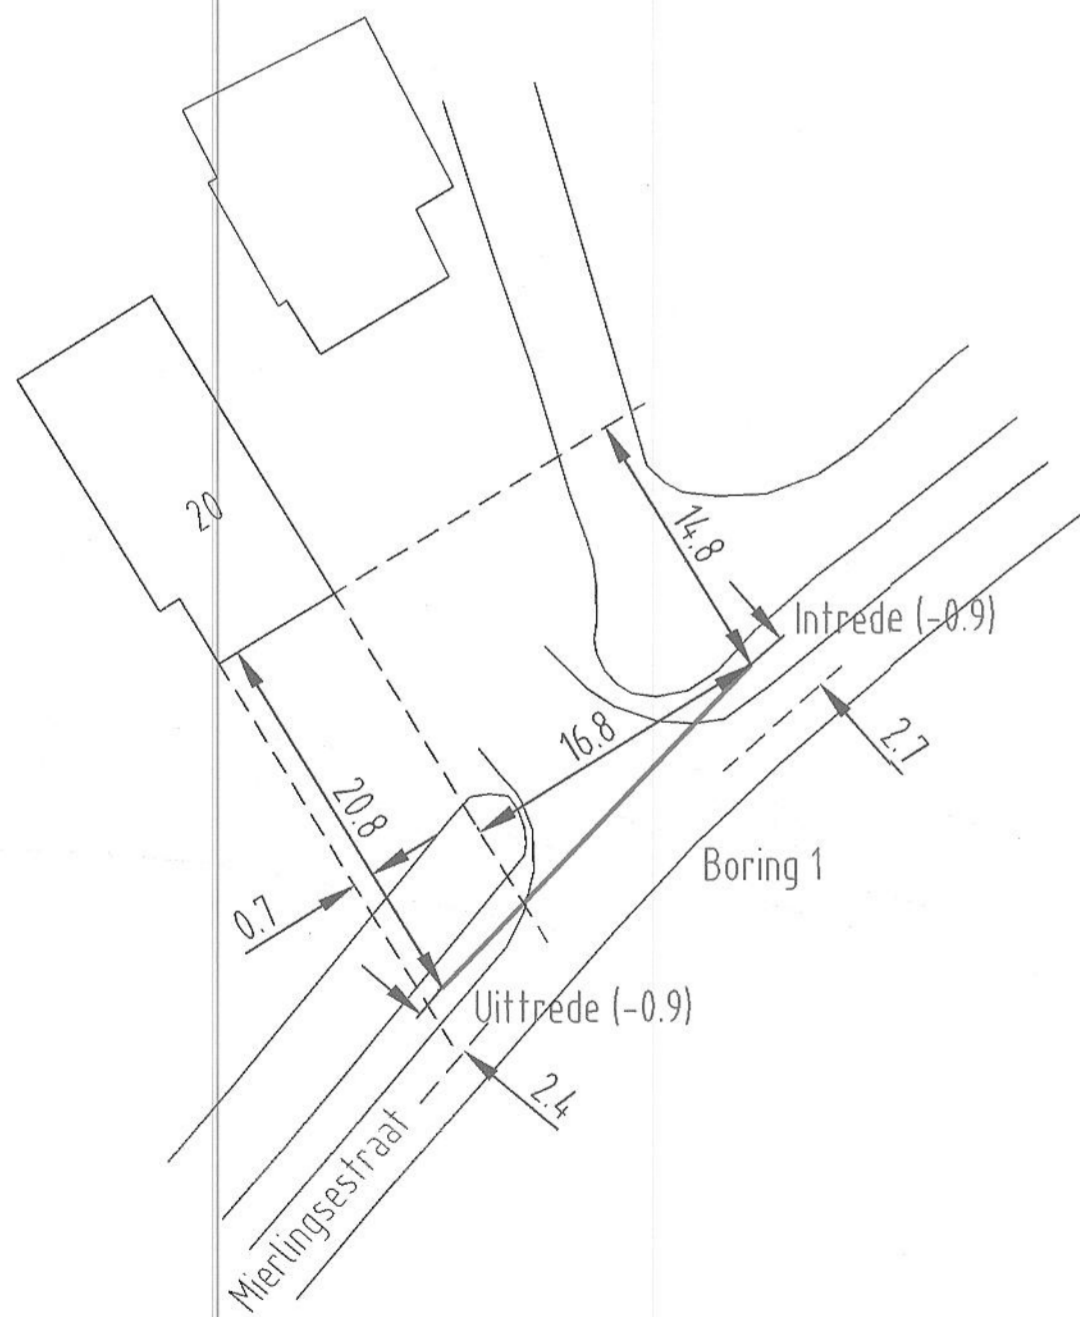 20
14.8
Intrede (-0.9)
16.8
2.7
20.8
Boring 1
0.7
Uittrede (-0.9)
2.4
Mierlingsestraat